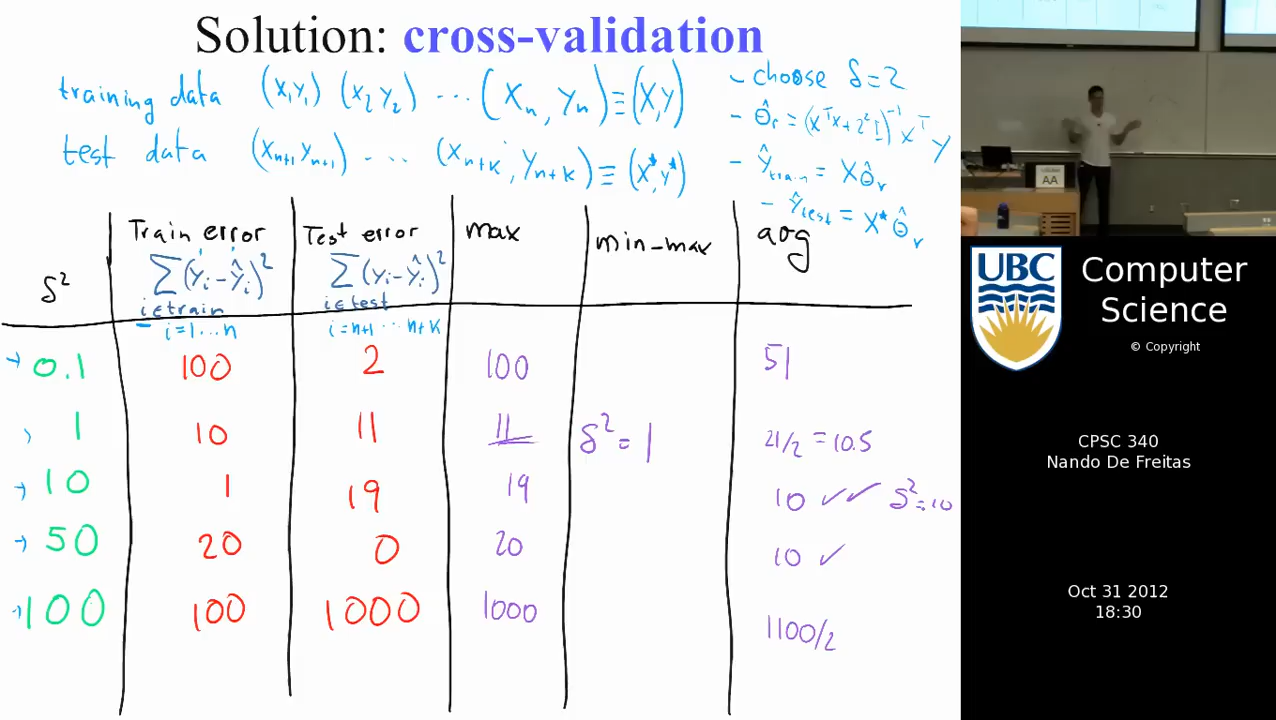 Solution: cross-validation
training data (x₁y₁) (x₂ y₂) ... (xₙ, yₙ) ≡ (X, y)
test data (xₙ₊₁ yₙ₊₁) ... (xₙ₊ₖ, yₙ₊ₖ) ≡ (X*, y*)
- choose δ = 2
- θ̂ᵣ = (XᵀX + 2² I)⁻¹ Xᵀ y
- ŷtrain = X θ̂ᵣ
- ŷtest = X* θ̂ᵣ
δ² Train error Test error max min-max avg
∑ (yᵢ - ŷᵢ)² ∑ (yᵢ - ŷᵢ)²
i∈train i∈test
i=1...n i=n+1 ... n+k
→ 0.1 100 2 100 51
1 10 11 11 δ² = 1 21/2 = 10.5
→ 10 1 19 19 10 ✓✓ δ² = 10
→ 50 20 0 20 10 ✓
→ 100 100 1000 1000 1100/2
AA
UBC
Computer
Science
© Copyright
CPSC 340
Nando De Freitas
Oct 31 2012
18:30